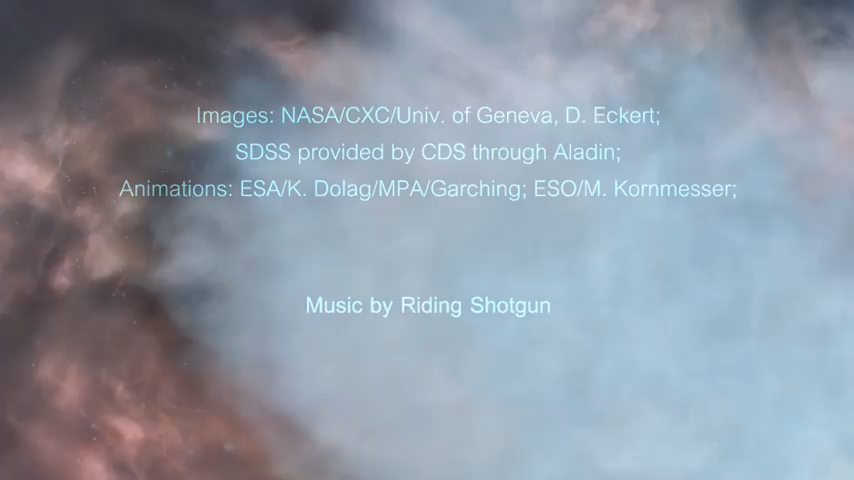 Images: NASA/CXC/Univ. of Geneva, D. Eckert;
SDSS provided by CDS through Aladin;
Animations: ESA/K. Dolag/MPA/Garching; ESO/M. Kornmesser;
Music by Riding Shotgun